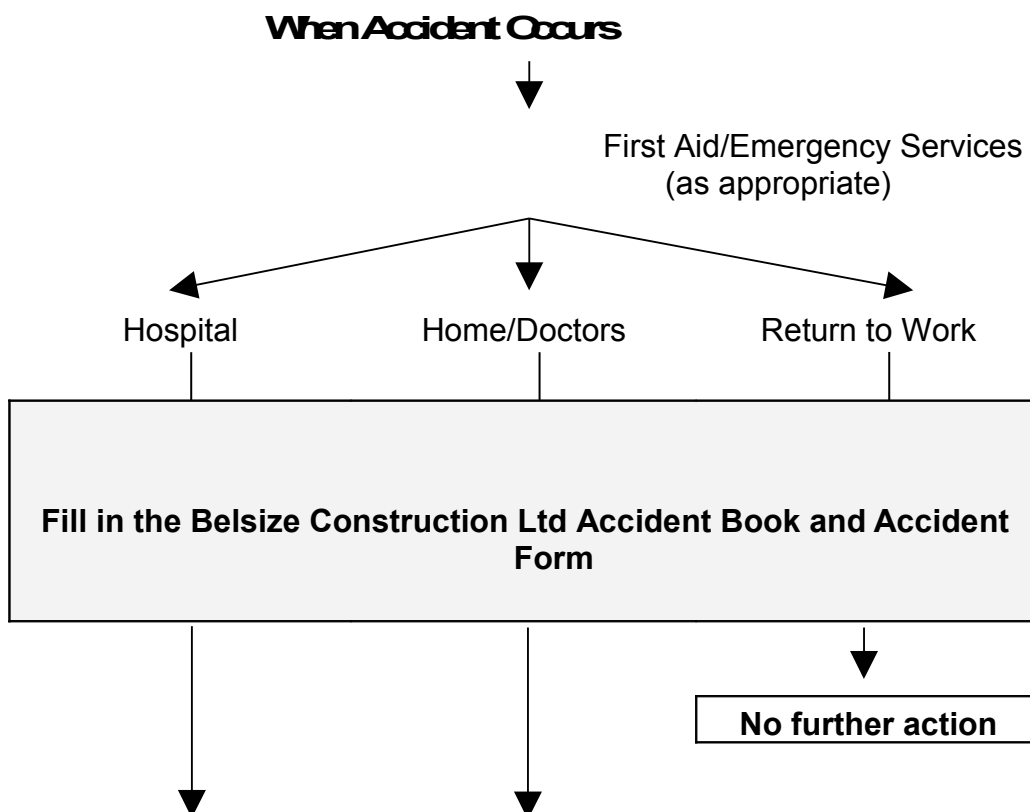 When Accident Occurs
First Aid/Emergency Services
(as appropriate)
Hospital
Home/Doctors
Return to Work
Fill in the Belsize Construction Ltd Accident Book and Accident
Form
No further action